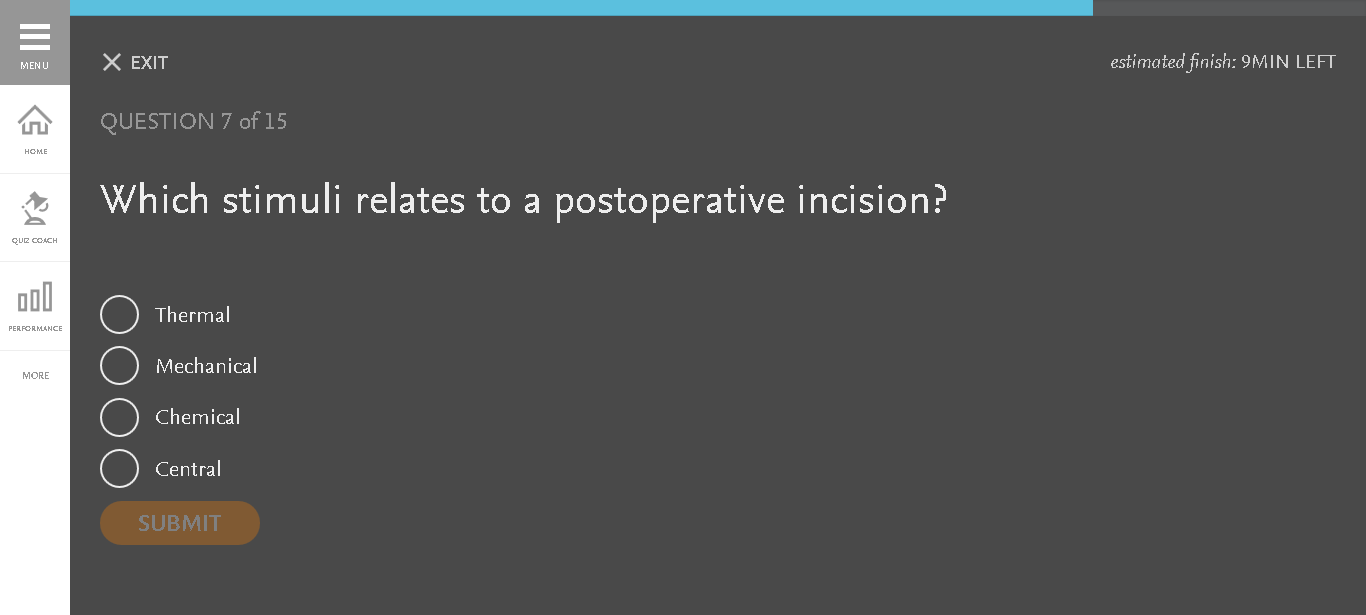 MENU
EXIT
estimated finish: 9MIN LEFT
HOME
QUESTION 7 of 15
Which stimuli relates to a postoperative incision?
QUIZ COACH
PERFORMANCE
MORE
Thermal
Mechanical
Chemical
Central
SUBMIT